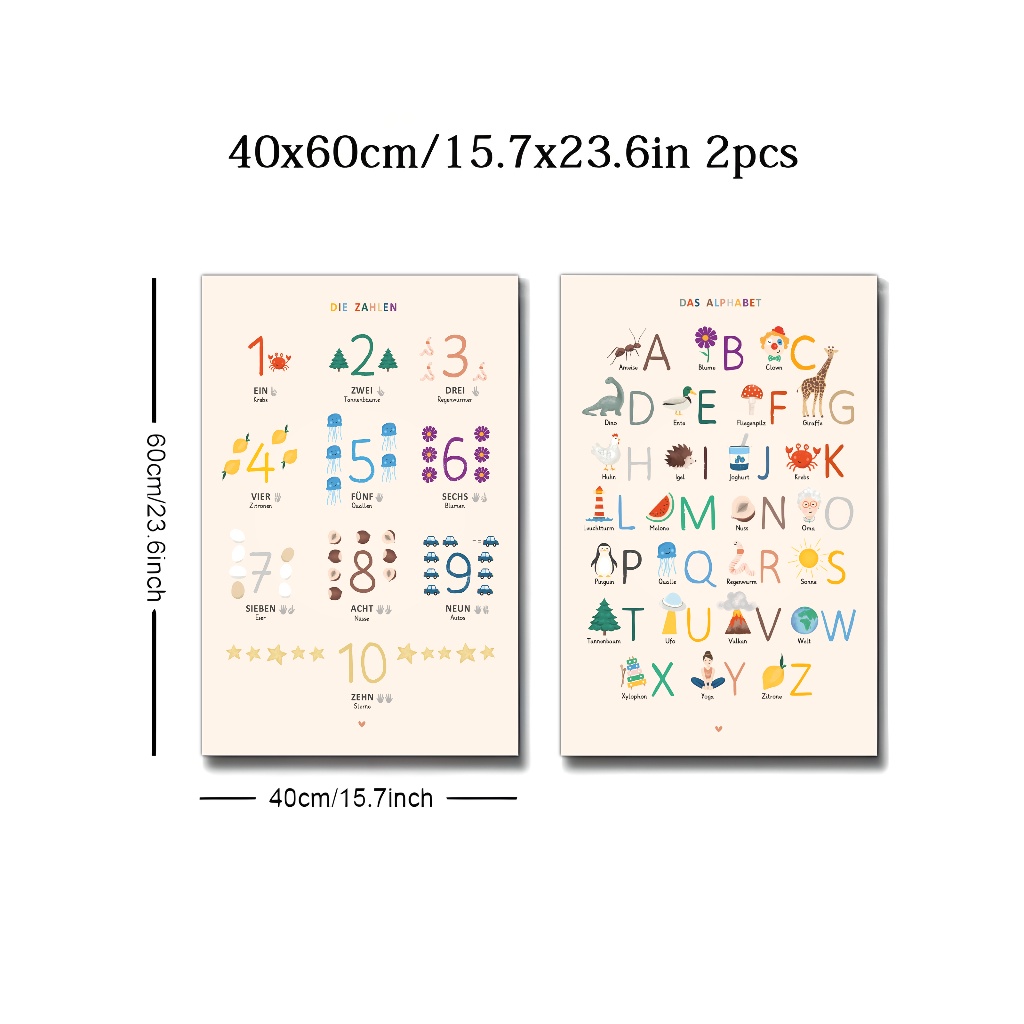 40x60cm/15.7x23.6in 2pcs
60cm/23.6inch
40cm/15.7inch
DIE ZAHLEN
1 2 3
EIN ZWEI DREI
Krebs Tannenbäume Regenwürmer
4 5 6
VIER FÜNF SECHS
Zitronen Quallen Blumen
7 8 9
SIEBEN ACHT NEUN
Eier Nüsse Autos
10
ZEHN
Sterne
DAS ALPHABET
A B C
Ameise Blume Clown
D E F G
Dino Ente Fliegenpilz Giraffe
H I J K
Huhn Igel Joghurt Krebs
L M N O
Leuchtturm Melone Nuss Oma
P Q R S
Pinguin Qualle Regenwurm Sonne
T U V W
Tannenbaum Ufo Vulkan Welt
X Y Z
Xylophon Yoga Zitrone